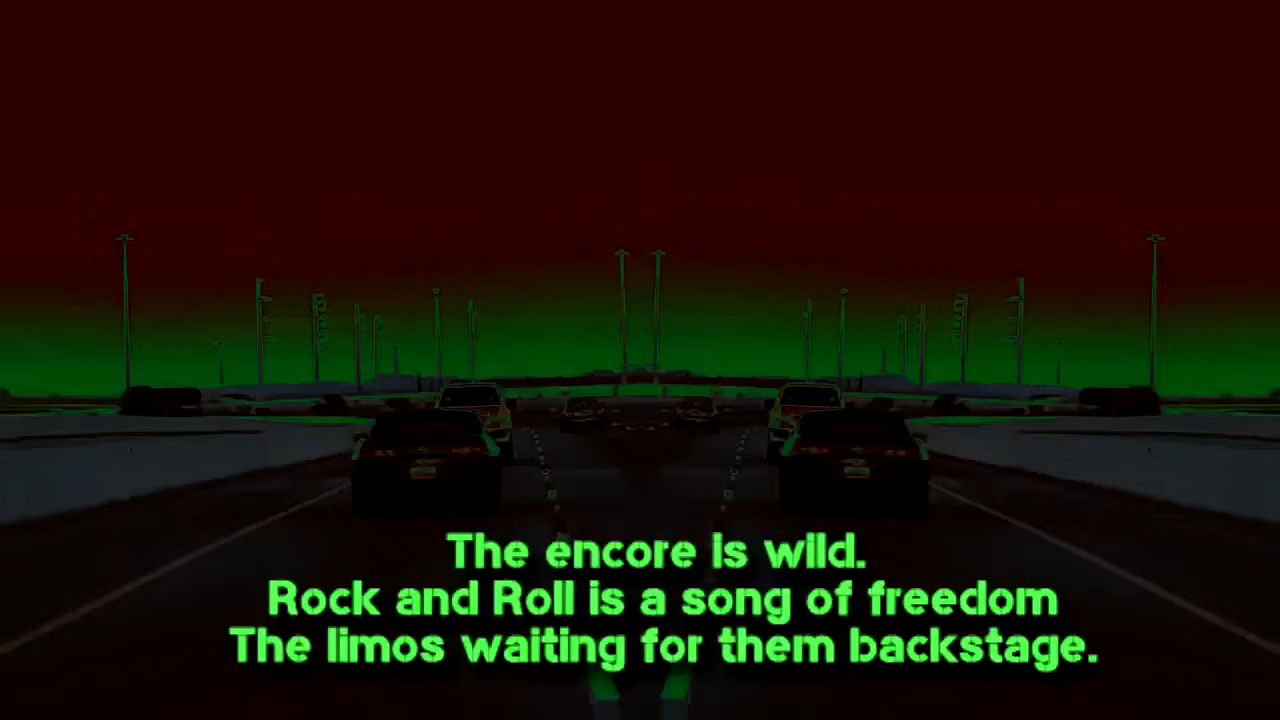 The encore is wild.
Rock and Roll is a song of freedom
The limos waiting for them backstage.